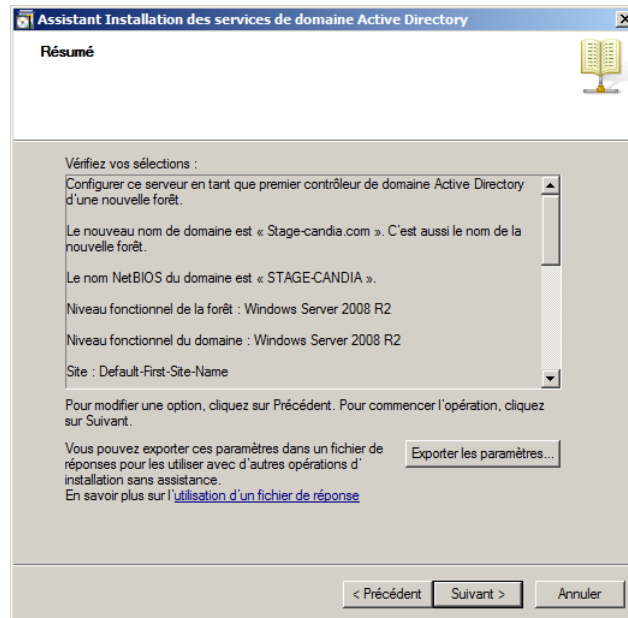 Assistant Installation des services de domaine Active Directory
Résumé
Vérifiez vos sélections :
Configurer ce serveur en tant que premier contrôleur de domaine Active Directory
d'une nouvelle forêt.
Le nouveau nom de domaine est « Stage-candia.com ». C'est aussi le nom de la
nouvelle forêt.
Le nom NetBIOS du domaine est « STAGE-CANDIA ».
Niveau fonctionnel de la forêt : Windows Server 2008 R2
Niveau fonctionnel du domaine : Windows Server 2008 R2
Site : Default-First-Site-Name
Pour modifier une option, cliquez sur Précédent. Pour commencer l'opération, cliquez
sur Suivant.
Vous pouvez exporter ces paramètres dans un fichier de
réponses pour les utiliser avec d'autres opérations d'
installation sans assistance.
En savoir plus sur l'utilisation d'un fichier de réponse
Exporter les paramètres...
< Précédent
Suivant >
Annuler